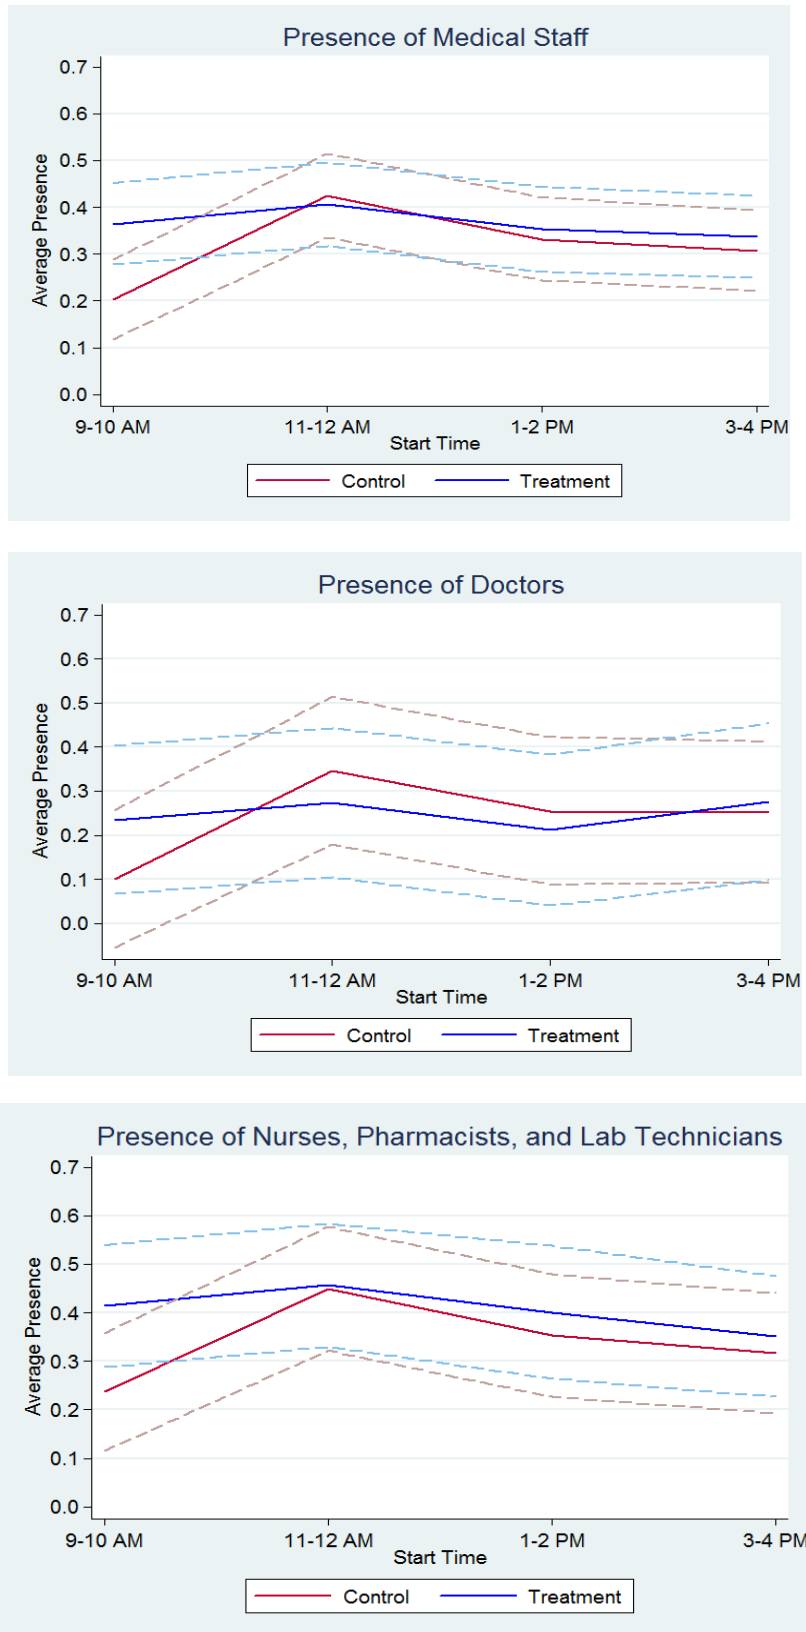 Presence of Medical Staff
Average Presence
0.7
0.6
0.5
0.4
0.3
0.2
0.1
0.0
9-10 AM 11-12 AM 1-2 PM 3-4 PM
Start Time
Control Treatment
Presence of Doctors
Average Presence
0.7
0.6
0.5
0.4
0.3
0.2
0.1
0.0
9-10 AM 11-12 AM 1-2 PM 3-4 PM
Start Time
Control Treatment
Presence of Nurses, Pharmacists, and Lab Technicians
Average Presence
0.7
0.6
0.5
0.4
0.3
0.2
0.1
0.0
9-10 AM 11-12 AM 1-2 PM 3-4 PM
Start Time
Control Treatment